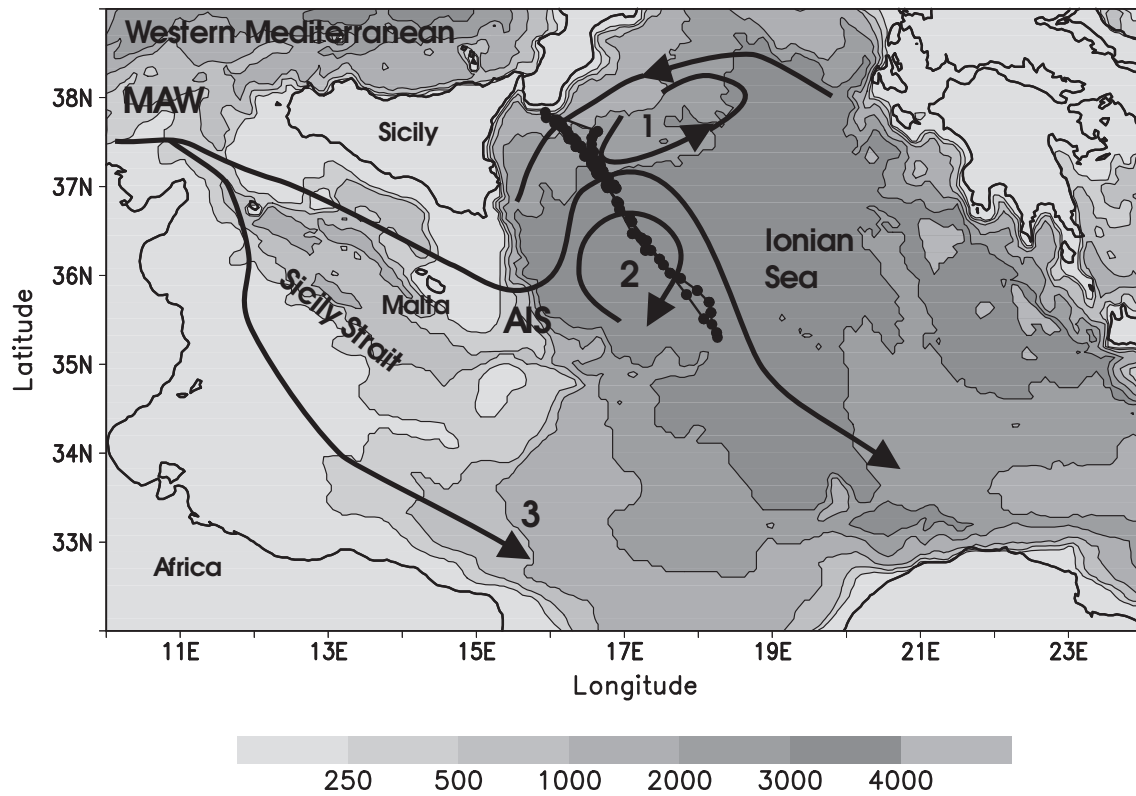 Western Mediterranean
MAW
38N
Sicily
1
37N
Ionian
Sea
2
36N
Sicily Strait
Malta
AIS
Latitude
35N
34N
3
33N
Africa
11E 13E 15E 17E 19E 21E 23E
Longitude
250 500 1000 2000 3000 4000